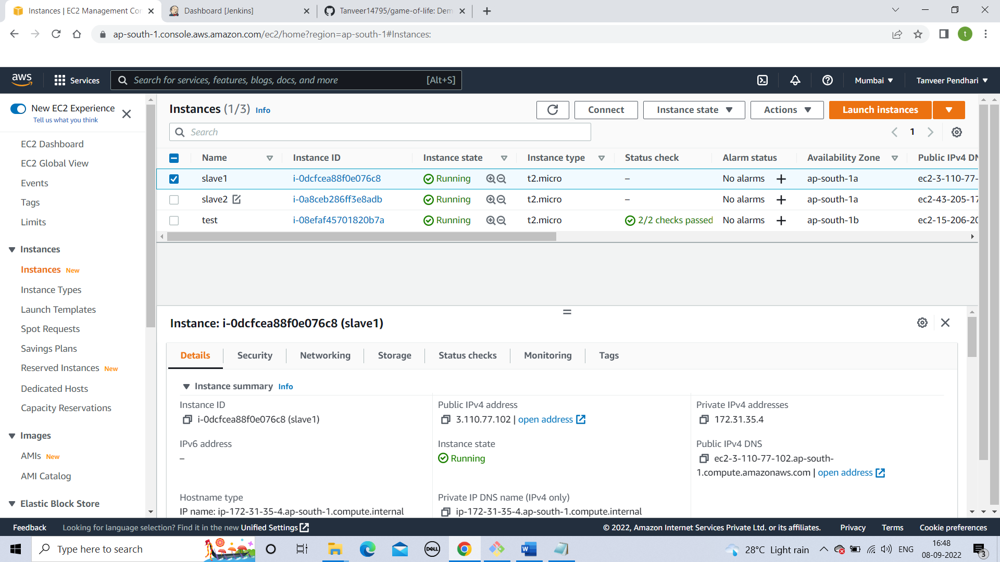 Instances | EC2 Management Con
Dashboard [Jenkins]
Tanveer14795/game-of-life: Dem
ap-south-1.console.aws.amazon.com/ec2/home?region=ap-south-1#Instances:
t
aws
Services
Search for services, features, blogs, docs, and more
[Alt+S]
Mumbai
Tanveer Pendhari
New EC2 Experience
Tell us what you think
EC2 Dashboard
EC2 Global View
Events
Tags
Limits
Instances
Instances New
Instance Types
Launch Templates
Spot Requests
Savings Plans
Reserved Instances New
Dedicated Hosts
Capacity Reservations
Images
AMIs New
AMI Catalog
Elastic Block Store
Instances (1/3) Info
Connect
Instance state
Actions
Launch instances
Search
1
Name Instance ID Instance state Instance type Status check Alarm status Availability Zone Public IPv4 DN
slave1 i-0dcfcea88f0e076c8 Running t2.micro – No alarms + ap-south-1a ec2-3-110-77-
slave2 i-0a8ceb286ff3e8adb Running t2.micro – No alarms + ap-south-1a ec2-43-205-17
test i-08efaf45701820b7a Running t2.micro 2/2 checks passed No alarms + ap-south-1b ec2-15-206-20
Instance: i-0dcfcea88f0e076c8 (slave1)
Details Security Networking Storage Status checks Monitoring Tags
Instance summary Info
Instance ID
i-0dcfcea88f0e076c8 (slave1)
Public IPv4 address
3.110.77.102 | open address
Private IPv4 addresses
172.31.35.4
IPv6 address
–
Instance state
Running
Public IPv4 DNS
ec2-3-110-77-102.ap-south-
1.compute.amazonaws.com | open address
Hostname type
IP name: ip-172-31-35-4.ap-south-1.compute.internal
Private IP DNS name (IPv4 only)
ip-172-31-35-4.ap-south-1.compute.internal
Feedback
Looking for language selection? Find it in the new Unified Settings
© 2022, Amazon Internet Services Private Ltd. or its affiliates.
Privacy
Terms
Cookie preferences
Type here to search
DELL
W
28°C Light rain
ENG
16:48
08-09-2022
3